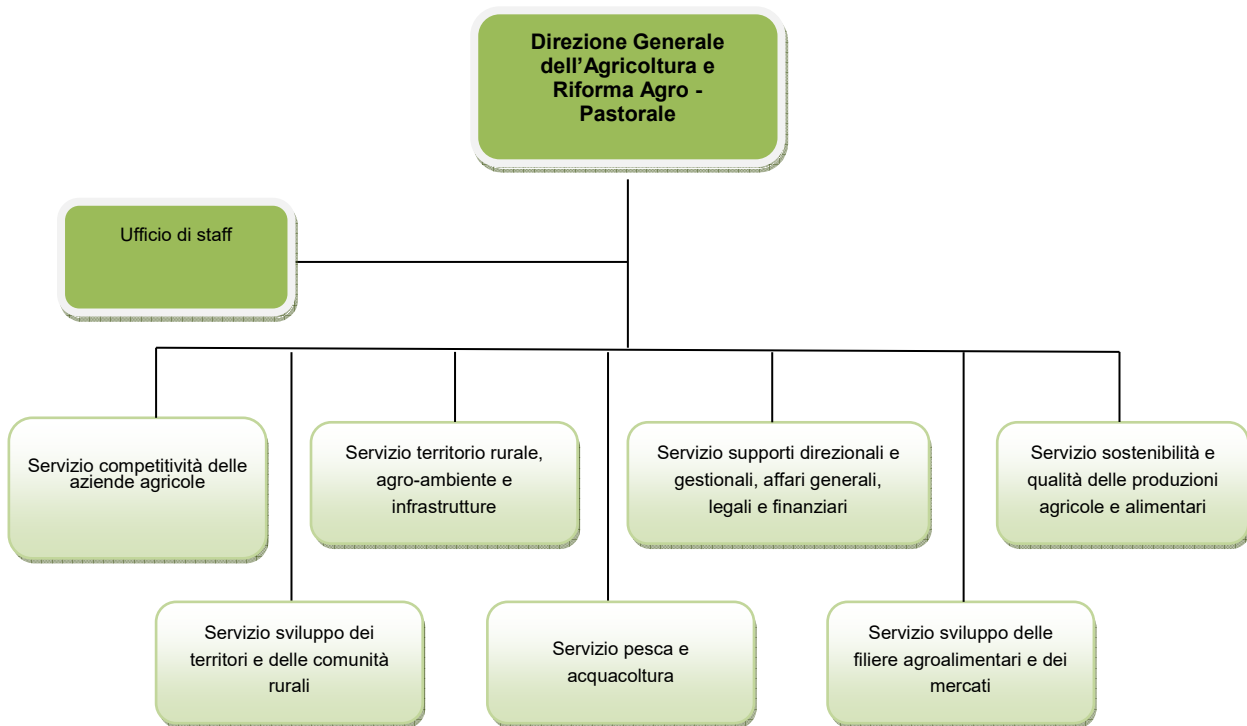 Direzione Generale
dell’Agricoltura e
Riforma Agro -
Pastorale
Ufficio di staff
Servizio competitività delle
aziende agricole
Servizio territorio rurale,
agro-ambiente e
infrastrutture
Servizio supporti direzionali e
gestionali, affari generali,
legali e finanziari
Servizio sostenibilità e
qualità delle produzioni
agricole e alimentari
Servizio sviluppo dei
territori e delle comunità
rurali
Servizio pesca e
acquacoltura
Servizio sviluppo delle
filiere agroalimentari e dei
mercati